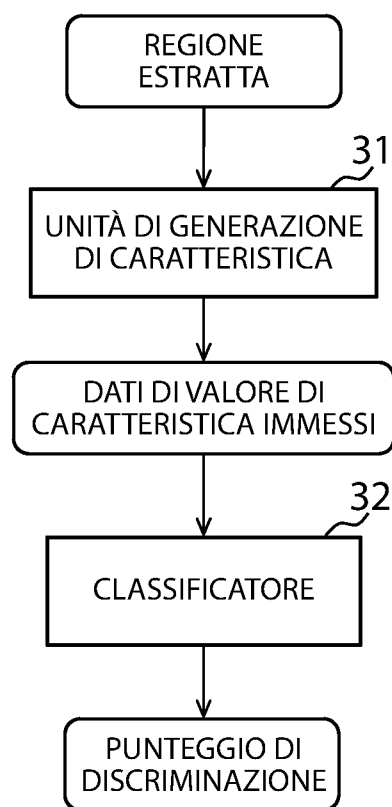 REGIONE
ESTRATTA
31
UNITÀ DI GENERAZIONE
DI CARATTERISTICA
DATI DI VALORE DI
CARATTERISTICA IMMESSI
32
CLASSIFICATORE
PUNTEGGIO DI
DISCRIMINAZIONE